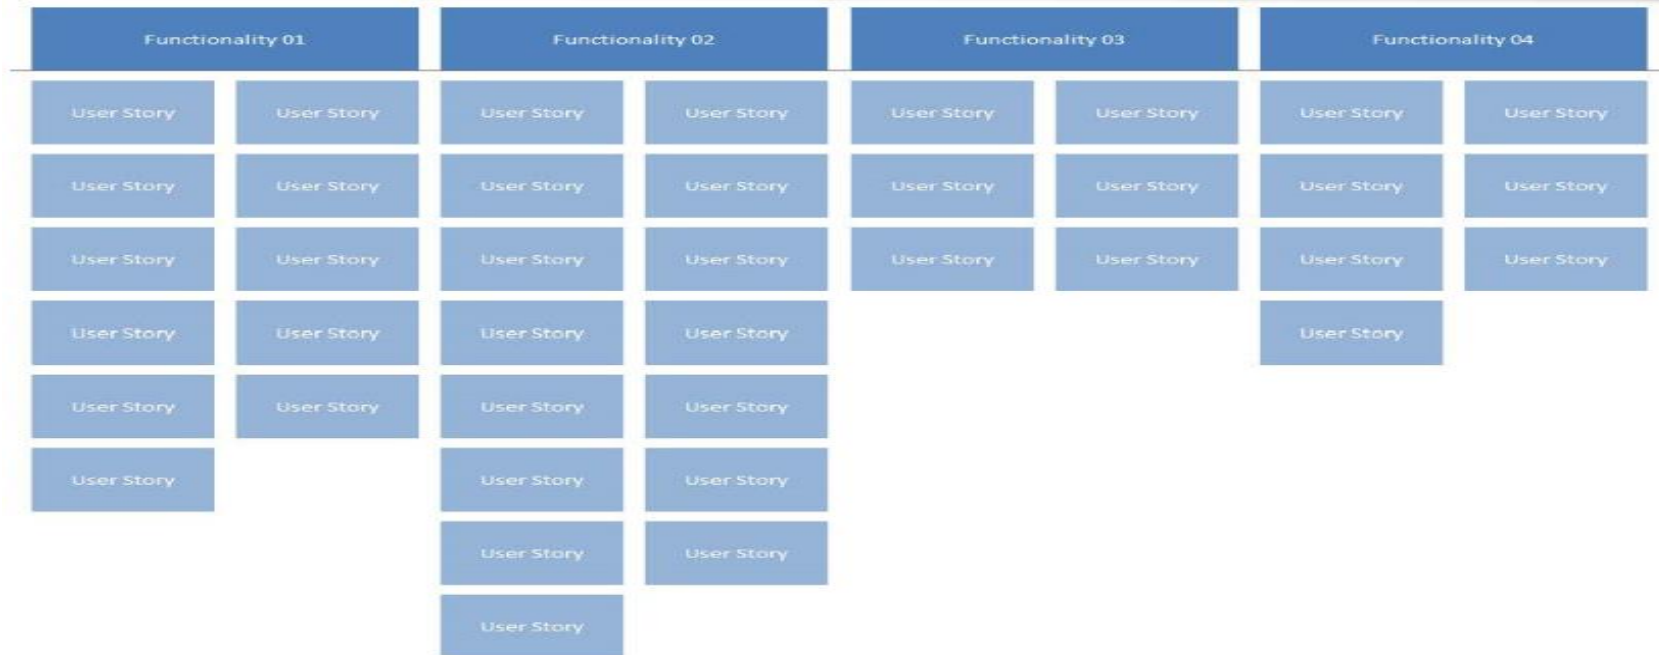 Functionality 01 Functionality 02 Functionality 03 Functionality 04
User Story User Story User Story User Story User Story User Story User Story User Story
User Story User Story User Story User Story User Story User Story User Story User Story
User Story User Story User Story User Story User Story User Story User Story User Story
User Story User Story User Story User Story User Story
User Story User Story User Story User Story
User Story User Story User Story
User Story User Story
User Story